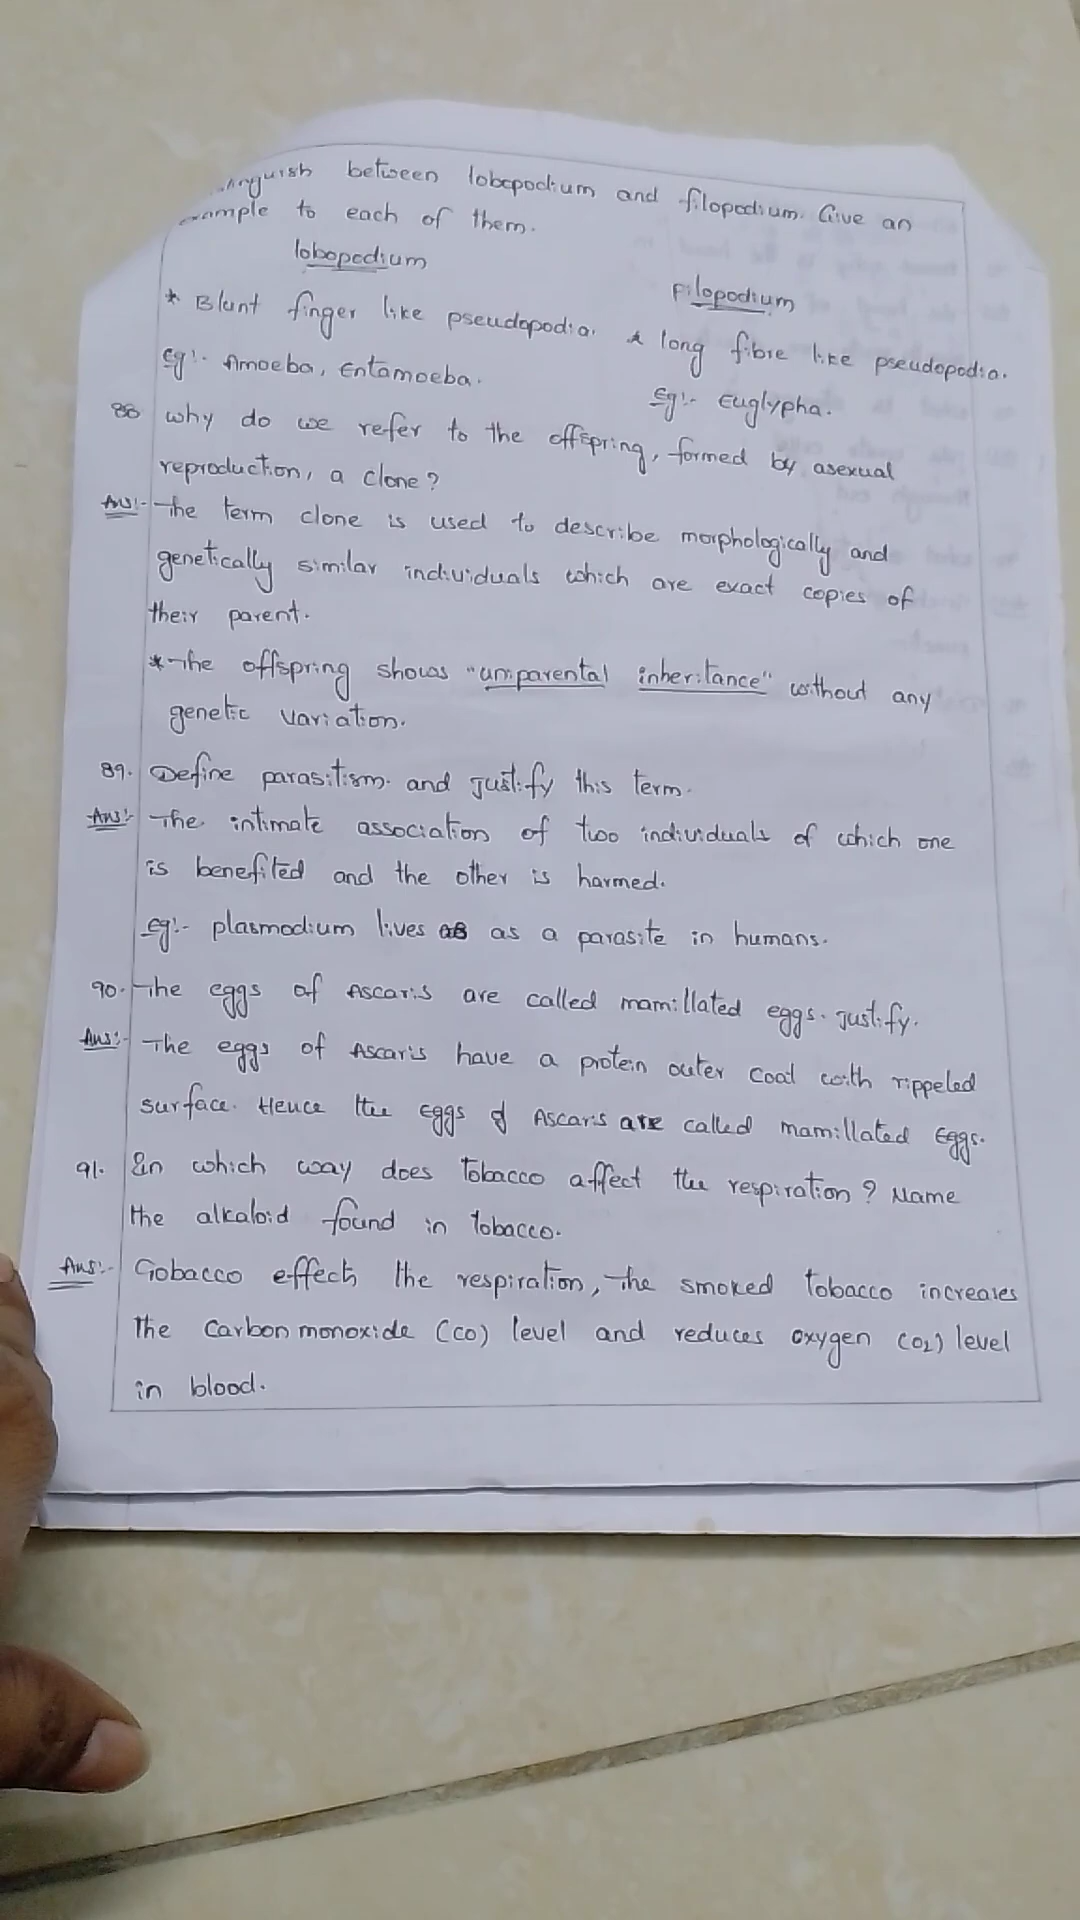 between lobopodium and filopodium. Give an
to each of them.
lobopodium
Filopodium
* Blunt finger like pseudopodia.
* long fibre like pseudopodia.
Eg:- Amoeba, Entamoeba.
Eg:- Euglypha.
88 why do we refer to the offspring, formed by asexual
reproduction, a clone?
Ans:- The term clone is used to describe morphologically and
genetically similar individuals which are exact copies of
their parent.
* The offspring shows "uniparental inheritance" without any
genetic variation.
89. Define parasitism. and justify this term.
Ans:- The intimate association of two individuals of which one
is benefited and the other is harmed.
Eg:- plasmodium lives as a parasite in humans.
90. The eggs of Ascaris are called mamillated eggs. justify.
Ans:- The eggs of Ascaris have a protein outer coat with rippeled
surface. Hence the eggs of Ascaris are called mamillated Eggs.
91. In which way does Tobacco affect the respiration? Name
the alkaloid found in tobacco.
Ans:- Tobacco effects the respiration, The smoked tobacco increases
the Carbon monoxide (CO) level and reduces oxygen (O2) level
in blood.